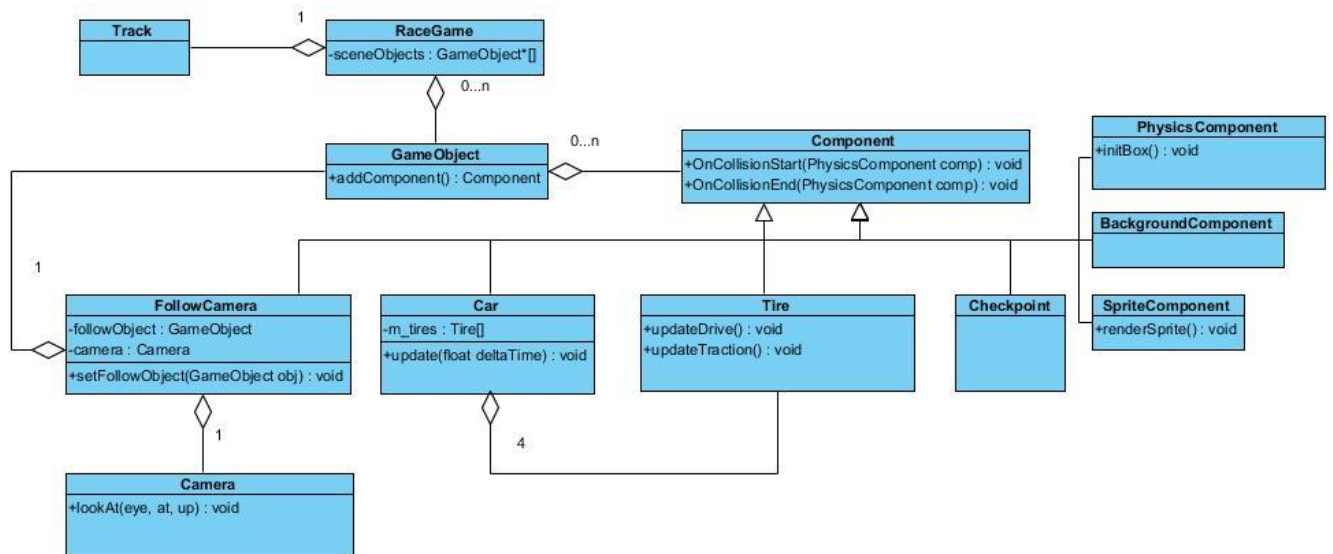 1
Track
RaceGame
-sceneObjects : GameObject*[]
0...n
GameObject
+addComponent() : Component
0...n
Component
+OnCollisionStart(PhysicsComponent comp) : void
+OnCollisionEnd(PhysicsComponent comp) : void
PhysicsComponent
+initBox() : void
BackgroundComponent
1
FollowCamera
-followObject : GameObject
-camera : Camera
+setFollowObject(GameObject obj) : void
Car
-m_tires : Tire[]
+update(float deltaTime) : void
Tire
+updateDrive() : void
+updateTraction() : void
Checkpoint
SpriteComponent
+renderSprite() : void
1
4
Camera
+lookAt(eye, at, up) : void